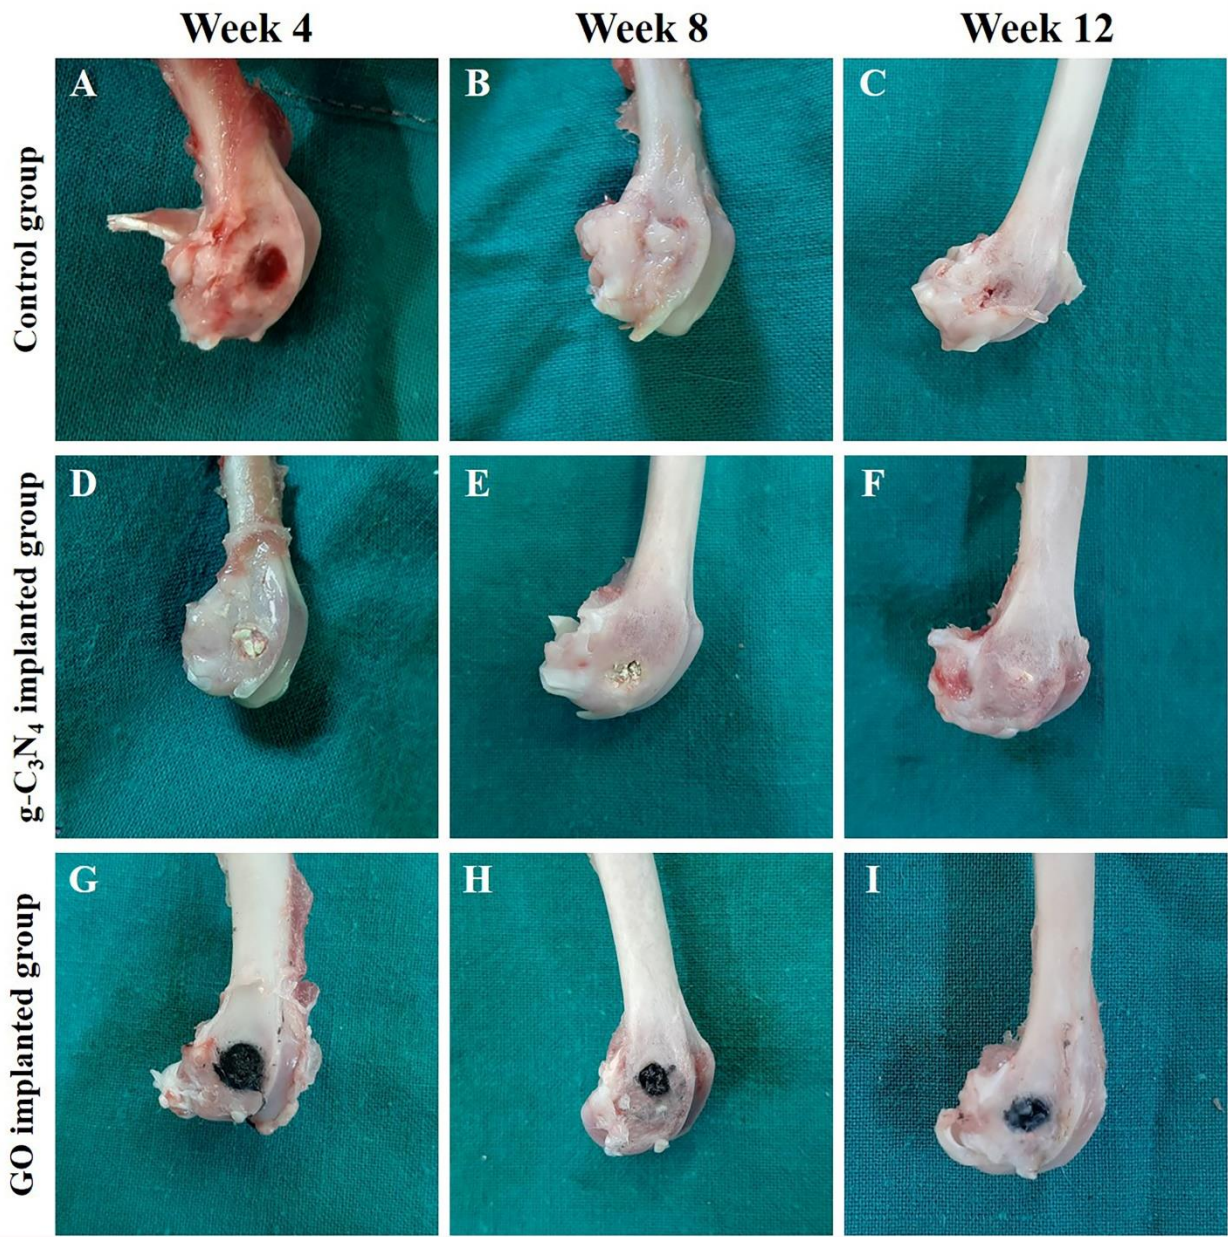 Week 4
Week 8
Week 12
Control group
A
B
C
g-C₃N₄ implanted group
D
E
F
GO implanted group
G
H
I